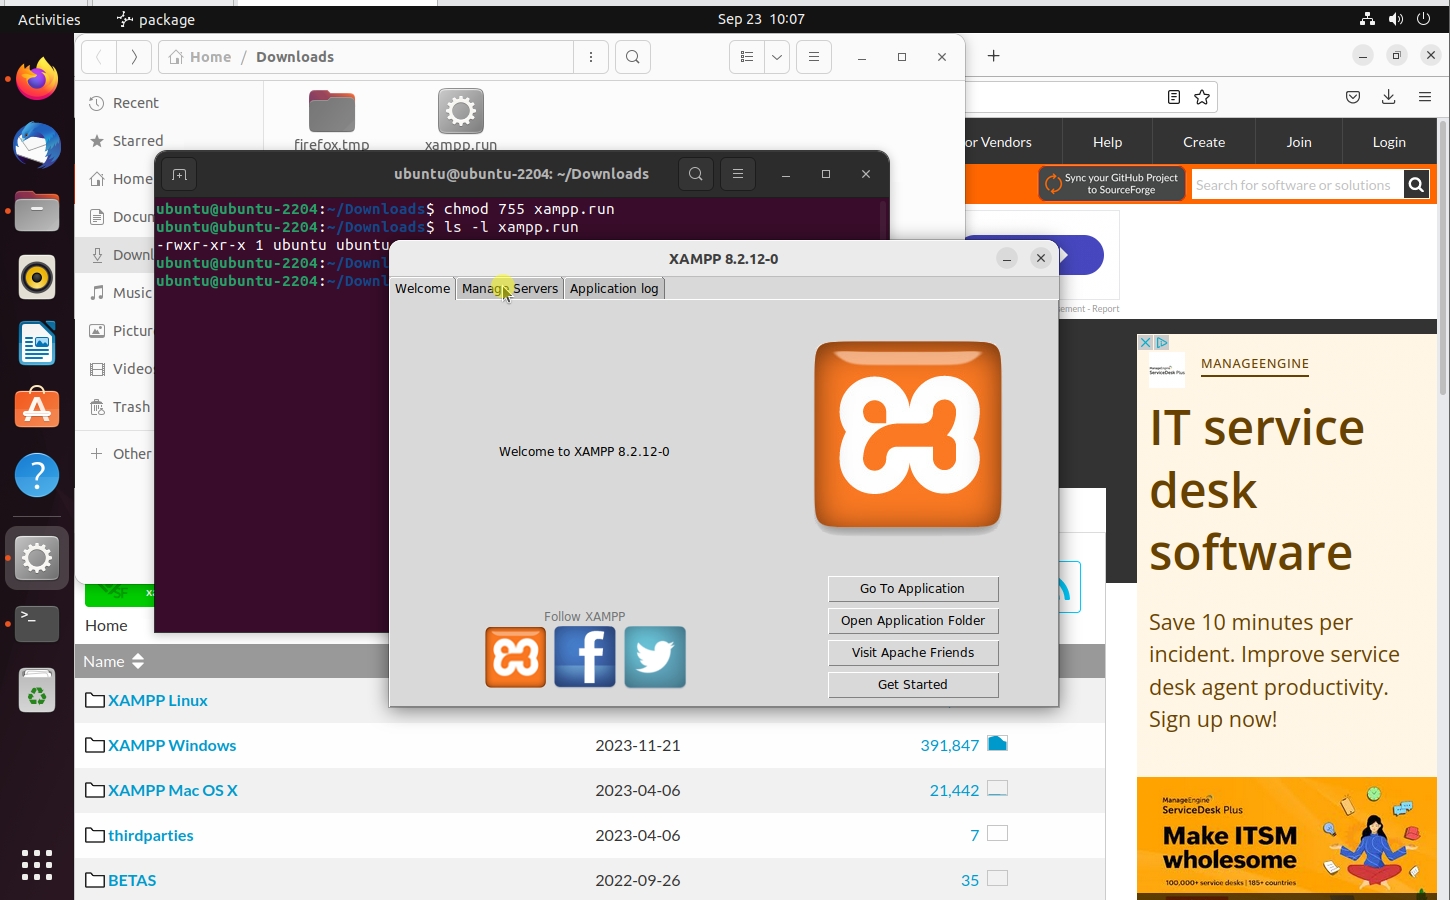 Activities
package
Sep 23 10:07
Home / Downloads
Recent
Starred
Home
Docum
Downl
Music
Picture
Videos
Trash
Other
firefox.tmp
xampp.run
ubuntu@ubuntu-2204: ~/Downloads
ubuntu@ubuntu-2204:~/Downloads$ chmod 755 xampp.run
ubuntu@ubuntu-2204:~/Downloads$ ls -l xampp.run
-rwxr-xr-x 1 ubuntu ubuntu
ubuntu@ubuntu-2204:~/Downl
ubuntu@ubuntu-2204:~/Downl
XAMPP 8.2.12-0
Welcome
Manage Servers
Application log
Welcome to XAMPP 8.2.12-0
Follow XAMPP
Go To Application
Open Application Folder
Visit Apache Friends
Get Started
or Vendors
Help
Create
Join
Login
Sync your GitHub Project
to SourceForge
Search for software or solutions
ement - Report
ManageEngine
ServiceDesk Plus
MANAGEENGINE
IT service
desk
software
Save 10 minutes per
incident. Improve service
desk agent productivity.
Sign up now!
ManageEngine
ServiceDesk Plus
Make ITSM
wholesome
100,000+ service desks | 185+ countries
SF
xa
Home
Name
XAMPP Linux
XAMPP Windows 2023-11-21 391,847
XAMPP Mac OS X 2023-04-06 21,442
thirdparties 2023-04-06 7
BETAS 2022-09-26 35